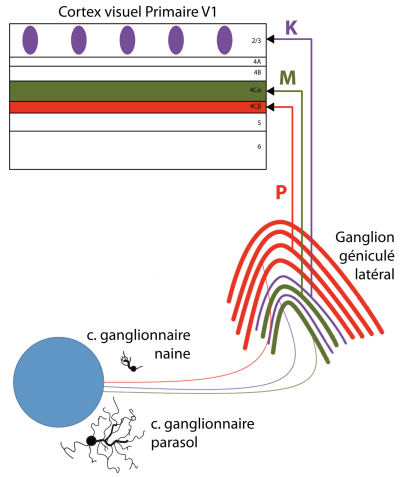 Cortex visuel Primaire V1
K
2/3
4A
4B
M
4Cα
4Cβ
5
P
6
Ganglion
géniculé
latéral
c. ganglionnaire
naine
c. ganglionnaire
parasol